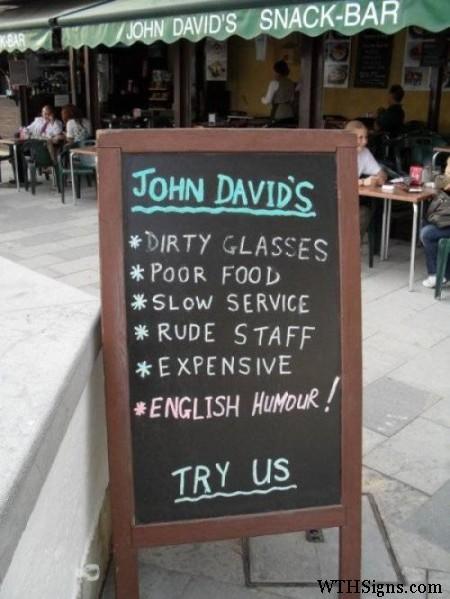 K-BAR JOHN DAVID'S SNACK-BAR
JOHN DAVID'S
* DIRTY GLASSES
* POOR FOOD
* SLOW SERVICE
* RUDE STAFF
* EXPENSIVE
* ENGLISH HUMOUR!
TRY US
WTHSigns.com